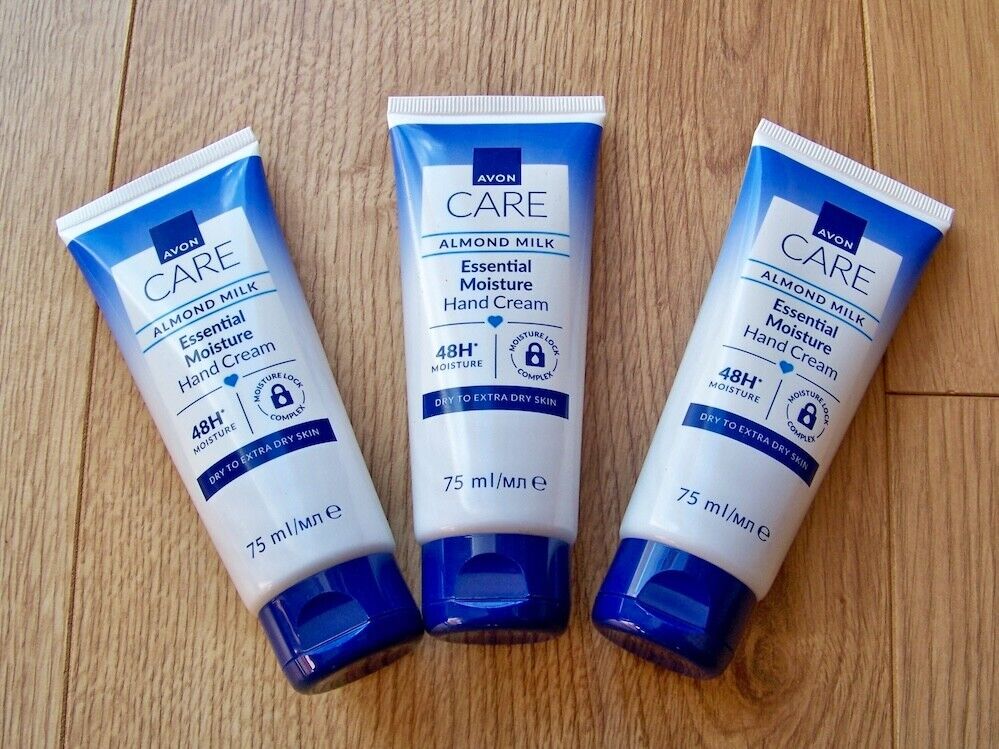 AVON
CARE
ALMOND MILK
Essential
Moisture
Hand Cream
48H*
MOISTURE
MOISTURE LOCK
COMPLEX
DRY TO EXTRA DRY SKIN
75 ml/мл e
AVON
CARE
ALMOND MILK
Essential
Moisture
Hand Cream
48H*
MOISTURE
MOISTURE LOCK
COMPLEX
DRY TO EXTRA DRY SKIN
75 ml/мл e
AVON
CARE
ALMOND MILK
Essential
Moisture
Hand Cream
48H*
MOISTURE
MOISTURE LOCK
COMPLEX
DRY TO EXTRA DRY SKIN
75 ml/мл e